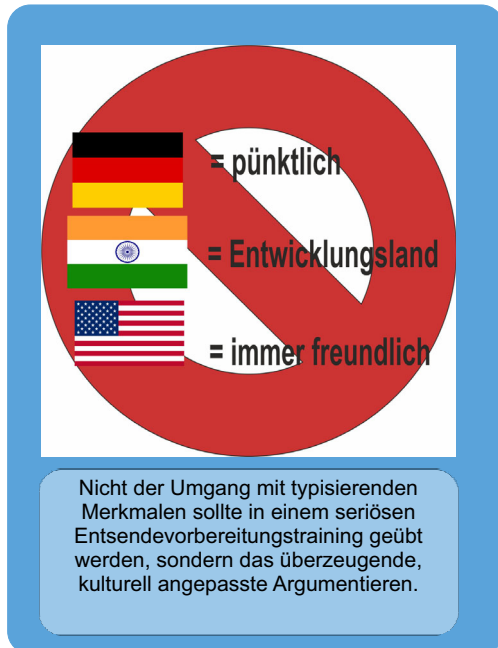 = pünktlich
= Entwicklungsland
= immer freundlich
Nicht der Umgang mit typisierenden
Merkmalen sollte in einem seriösen
Entsendevorbereitungstraining geübt
werden, sondern das überzeugende,
kulturell angepasste Argumentieren.